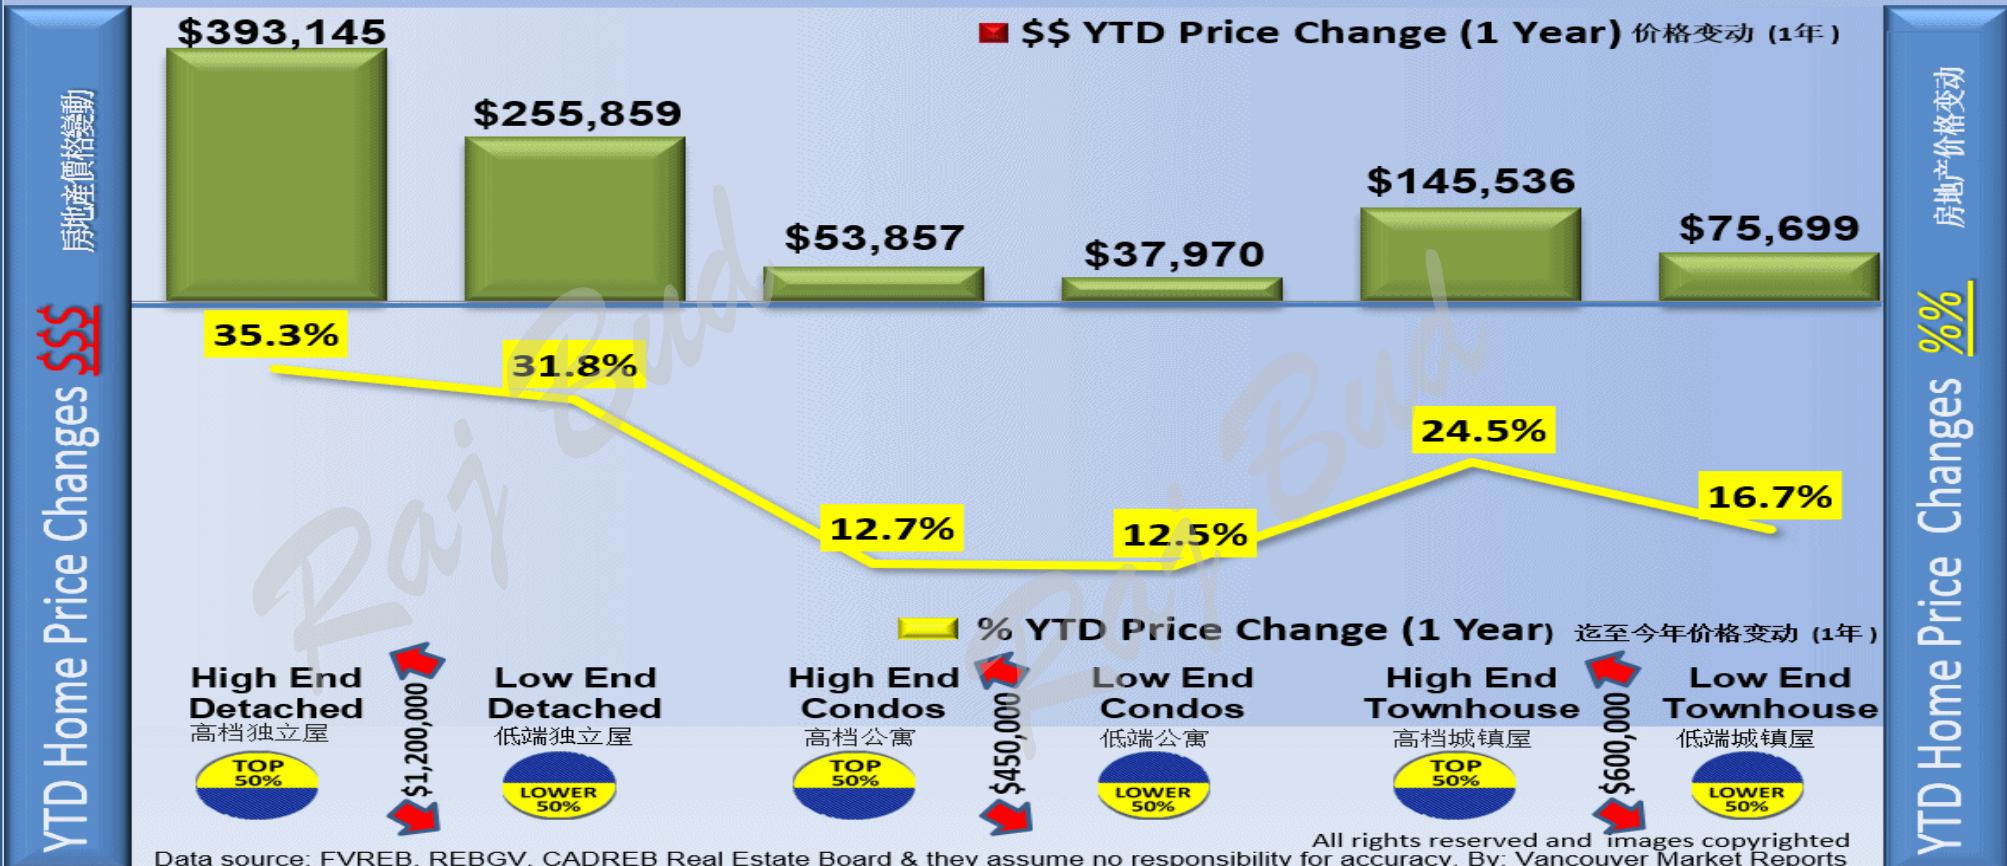 $393,145
$255,859
$53,857
$37,970
$145,536
$75,699
$$ YTD Price Change (1 Year) 价格变动 (1年)
35.3%
31.8%
12.7%
12.5%
24.5%
16.7%
% YTD Price Change (1 Year) 迄至今年价格变动 (1年)
YTD Home Price Changes $$$ 房地產價格變動
YTD Home Price Changes %% 房地产价格变动
High End
Detached
高档独立屋
TOP
50%
$1,200,000
Low End
Detached
低端独立屋
LOWER
50%
High End
Condos
高档公寓
TOP
50%
$450,000
Low End
Condos
低端公寓
LOWER
50%
High End
Townhouse
高档城镇屋
TOP
50%
$600,000
Low End
Townhouse
低端城镇屋
LOWER
50%
Raj Bud
Raj Bud
All rights reserved and images copyrighted
Data source: FVREB, REBGV, CADREB Real Estate Board & they assume no responsibility for accuracy. By: Vancouver Market Reports